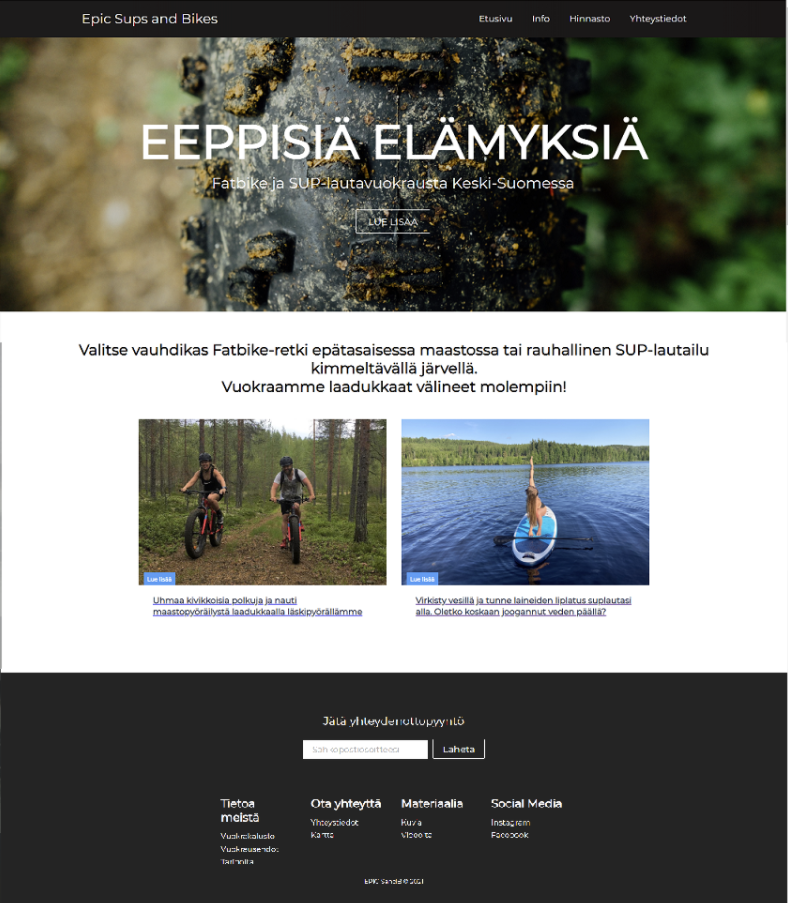 Epic Sups and Bikes
Etusivu Info Hinnasto Yhteystiedot
EEPPISIÄ ELÄMYKSIÄ
Fatbike ja SUP-lautavuokrausta Keski-Suomessa
LUE LISÄÄ
Valitse vauhdikas Fatbike-retki epätasaisessa maastossa tai rauhallinen SUP-lautailu
kimmeltävällä järvellä.
Vuokraamme laadukkaat välineet molempiin!
Lue lisää
Uhmaa kivikkoisia polkuja ja nauti
maastopyöräilystä laadukkaalla läskipyörällämme
Lue lisää
Virkisty vesillä ja tunne laineiden liplatus suplautasi
alla. Oletko koskaan joogannut veden päällä?
Jätä yhteydenottopyyntö
Sähköpostiosoitteesi
Lähetä
Tietoa
meistä
Vuokrakalusto
Vuokrausehdot
Tarinoita
Ota yhteyttä
Yhteystiedot
Kartta
Materiaalia
Kuvia
Videoita
Social Media
Instagram
Facebook
© 2021